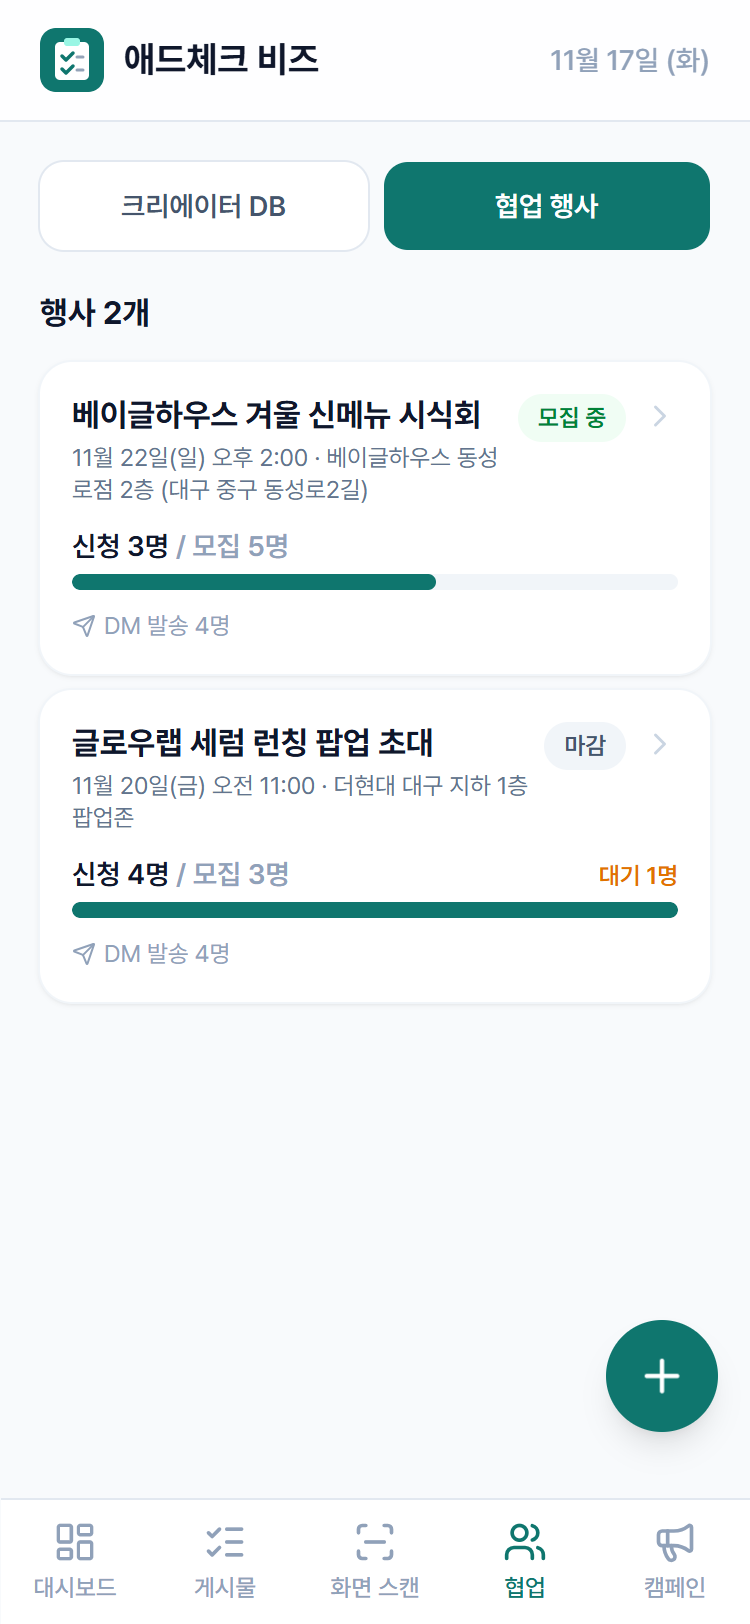 애드체크 비즈
11월 17일 (화)
크리에이터 DB
협업 행사
행사 2개
베이글하우스 겨울 신메뉴 시식회
모집 중
11월 22일(일) 오후 2:00 · 베이글하우스 동성
로점 2층 (대구 중구 동성로2길)
신청 3명 / 모집 5명
DM 발송 4명
글로우랩 세럼 런칭 팝업 초대
마감
11월 20일(금) 오전 11:00 · 더현대 대구 지하 1층
팝업존
신청 4명 / 모집 3명
대기 1명
DM 발송 4명
대시보드
게시물
화면 스캔
협업
캠페인